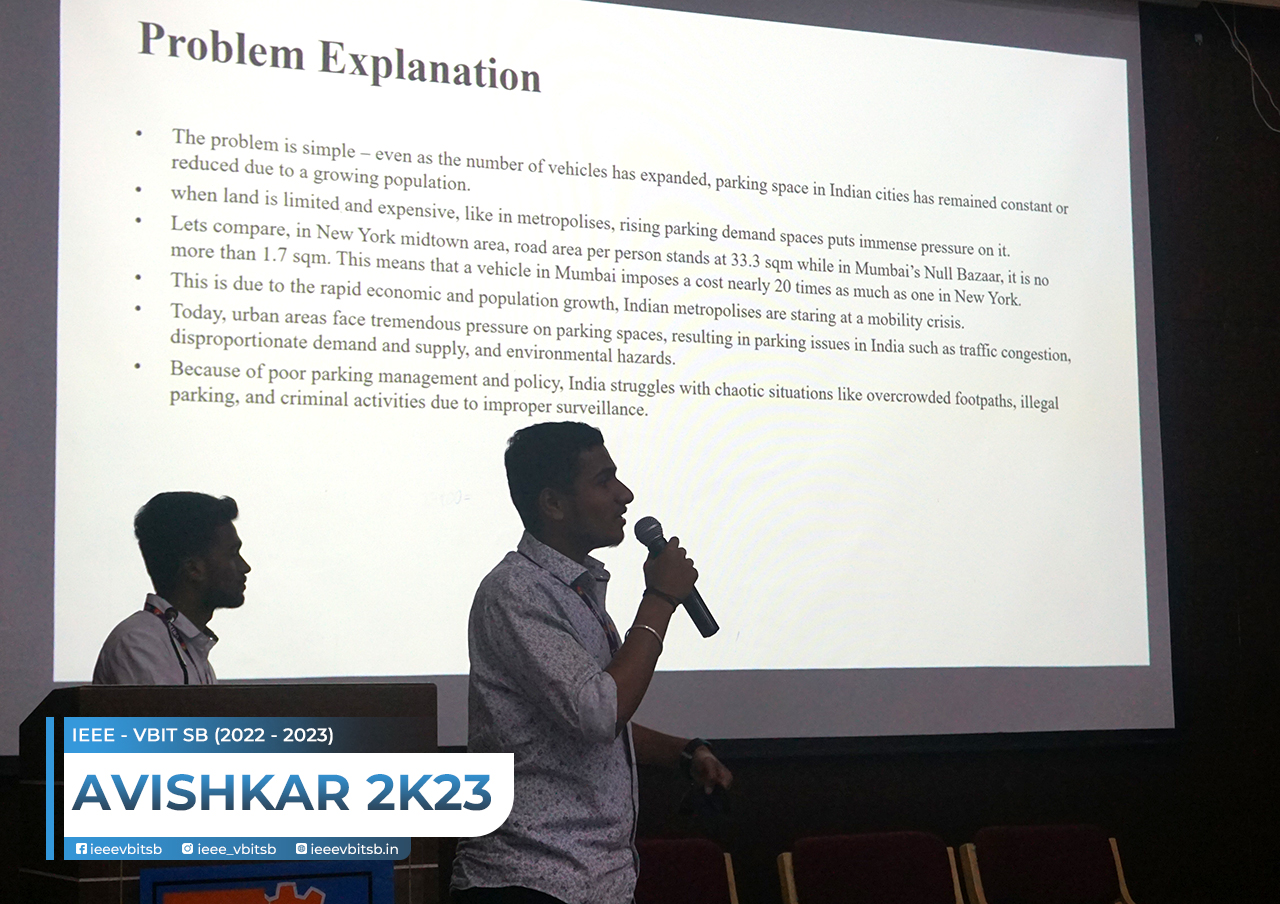 Problem Explanation
• The problem is simple – even as the number of vehicles has expanded, parking space in Indian cities has remained constant or
reduced due to a growing population.
• when land is limited and expensive, like in metropolises, rising parking demand spaces puts immense pressure on it.
• Lets compare, in New York midtown area, road area per person stands at 33.3 sqm while in Mumbai’s Null Bazaar, it is no
more than 1.7 sqm. This means that a vehicle in Mumbai imposes a cost nearly 20 times as much as one in New York.
• This is due to the rapid economic and population growth, Indian metropolises are staring at a mobility crisis.
• Today, urban areas face tremendous pressure on parking spaces, resulting in parking issues in India such as traffic congestion,
disproportionate demand and supply, and environmental hazards.
• Because of poor parking management and policy, India struggles with chaotic situations like overcrowded footpaths, illegal
parking, and criminal activities due to improper surveillance.
IEEE - VBIT SB (2022 - 2023)
AVISHKAR 2K23
ieeevbitsb ieee_vbitsb ieeevbitsb.in